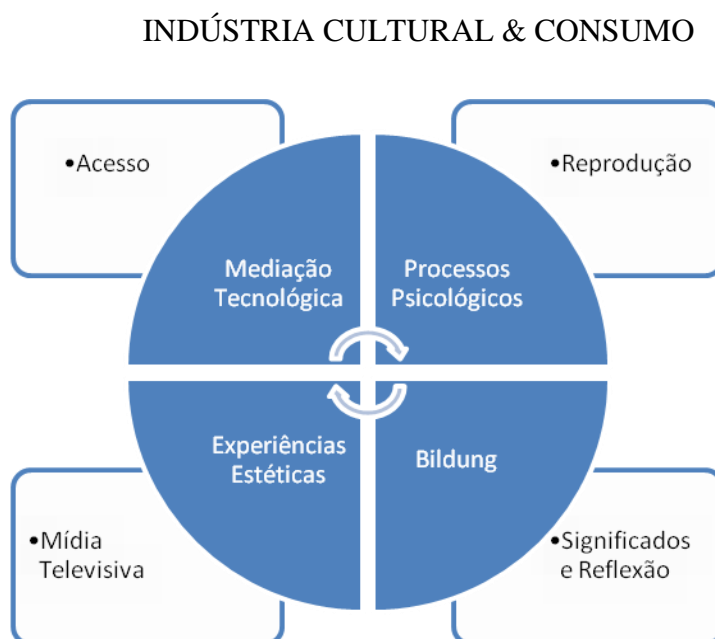 INDÚSTRIA CULTURAL & CONSUMO
•Acesso
•Reprodução
Mediação
Tecnológica
Processos
Psicológicos
Experiências
Estéticas
Bildung
•Mídia
Televisiva
•Significados
e Reflexão